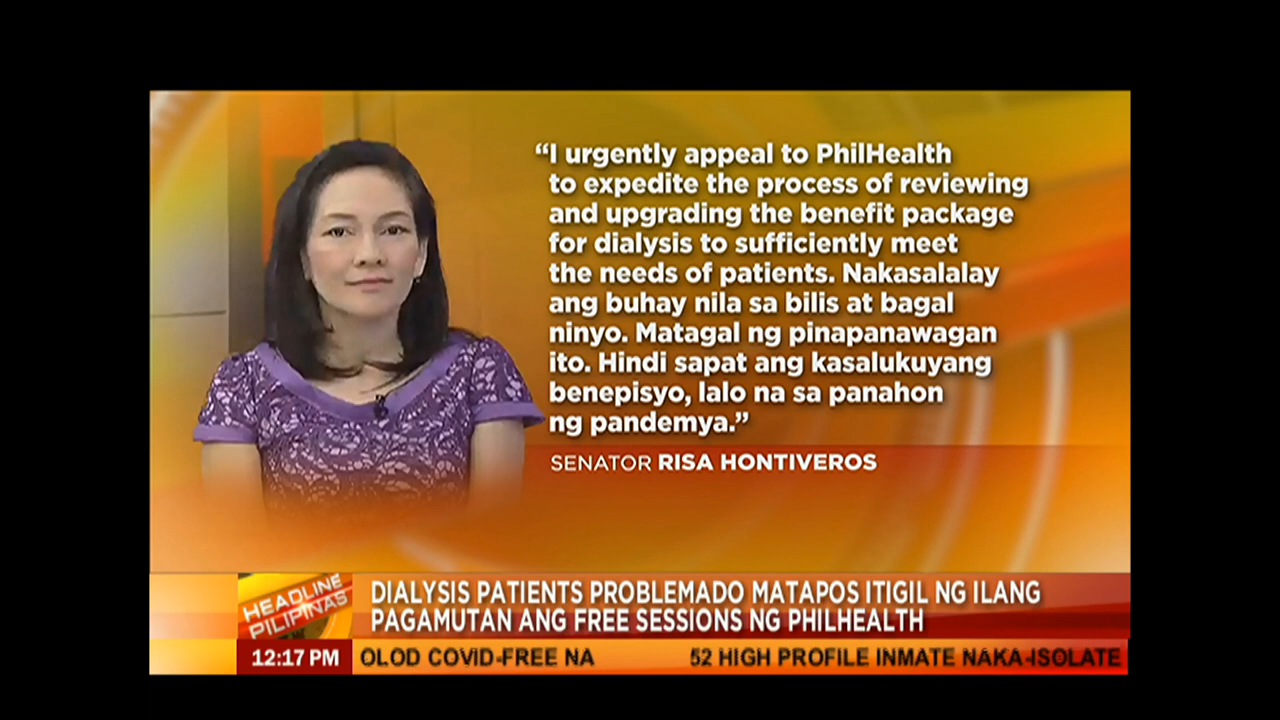 “I urgently appeal to PhilHealth
to expedite the process of reviewing
and upgrading the benefit package
for dialysis to sufficiently meet
the needs of patients. Nakasalalay
ang buhay nila sa bilis at bagal
ninyo. Matagal ng pinapanawagan
ito. Hindi sapat ang kasalukuyang
benepisyo, lalo na sa panahon
ng pandemya.”
SENATOR RISA HONTIVEROS
HEADLINE
PILIPINAS
DIALYSIS PATIENTS PROBLEMADO MATAPOS ITIGIL NG ILANG
PAGAMUTAN ANG FREE SESSIONS NG PHILHEALTH
12:17 PM OLOD COVID-FREE NA 52 HIGH PROFILE INMATE NAKA-ISOLATE